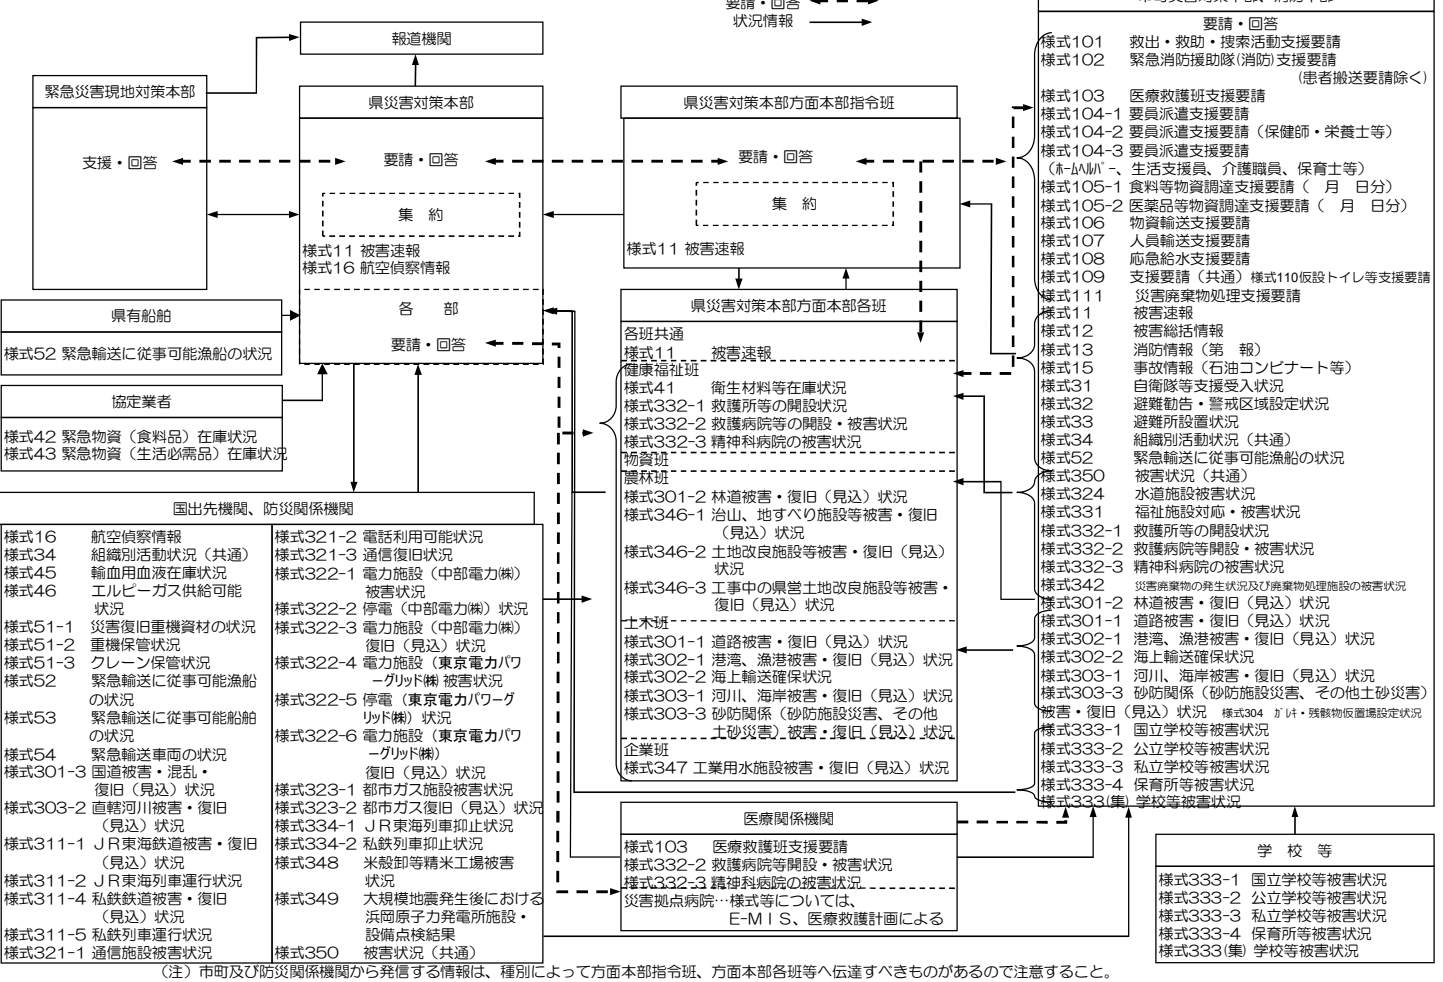 要請・回答
状況情報
報道機関
緊急災害現地対策本部
支援・回答
県災害対策本部
要請・回答
集　約
様式11 被害速報
様式16 航空偵察情報
各　部
要請・回答
県災害対策本部方面本部指令班
要請・回答
集　約
様式11 被害速報
県有船舶
様式52 緊急輸送に従事可能漁船の状況
協定業者
様式42 緊急物資（食料品）在庫状況
様式43 緊急物資（生活必需品）在庫状況
国出先機関、防災関係機関
様式16　航空偵察情報
様式34　組織別活動状況（共通）
様式45　輸血用血液在庫状況
様式46　エルピーガス供給可能
状況
様式51-1　災害復旧重機資材の状況
様式51-2　重機保管状況
様式51-3　クレーン保管状況
様式52　緊急輸送に従事可能漁船
の状況
様式53　緊急輸送に従事可能船舶
の状況
様式54　緊急輸送車両の状況
様式301-3 国道被害・混乱・
復旧（見込）状況
様式303-2 直轄河川被害・復旧
（見込）状況
様式311-1 ＪＲ東海鉄道被害・復旧
（見込）状況
様式311-2 ＪＲ東海列車運行状況
様式311-4 私鉄鉄道被害・復旧
（見込）状況
様式311-5 私鉄列車運行状況
様式321-1 通信施設被害状況
様式321-2 電話利用可能状況
様式321-3 通信復旧状況
様式322-1 電力施設（中部電力㈱）
被害状況
様式322-2 停電（中部電力㈱）状況
様式322-3 電力施設（中部電力㈱）
復旧（見込）状況
様式322-4 電力施設（東京電力パワ
ーグリッド㈱ 被害状況
様式322-5 停電（東京電力パワーグ
リッド㈱）状況
様式322-6 電力施設（東京電力パワ
ーグリッド㈱）
復旧（見込）状況
様式323-1 都市ガス施設被害状況
様式323-2 都市ガス復旧（見込）状況
様式334-1 ＪＲ東海列車抑止状況
様式334-2 私鉄列車抑止状況
様式348　米殻卸等精米工場被害
状況
様式349　大規模地震発生後における
浜岡原子力発電所施設・
設備点検結果
様式350　被害状況（共通）
県災害対策本部方面本部各班
各班共通
様式11　被害速報
健康福祉班
様式41　衛生材料等在庫状況
様式332-1 救護所等の開設状況
様式332-2 救護病院等の開設・被害状況
様式332-3 精神科病院の被害状況
物資班
農林班
様式301-2 林道被害・復旧（見込）状況
様式346-1 治山、地すべり施設等被害・復旧
（見込）状況
様式346-2 土地改良施設等被害・復旧（見込）
状況
様式346-3 工事中の県営土地改良施設等被害・
復旧（見込）状況
土木班
様式301-1 道路被害・復旧（見込）状況
様式302-1 港湾、漁港被害・復旧（見込）状況
様式302-2 海上輸送確保状況
様式303-1 河川、海岸被害・復旧（見込）状況
様式303-3 砂防関係（砂防施設災害、その他
土砂災害）被害・復旧（見込）状況
企業班
様式347 工業用水施設被害・復旧（見込）状況
医療関係機関
様式103　医療救護班支援要請
様式332-2 救護病院等開設・被害状況
様式332-3 精神科病院の被害状況
災害拠点病院…様式等については、
E-ＭＩＳ、医療救護計画による
要請・回答
様式101　救出・救助・捜索活動支援要請
様式102　緊急消防援助隊(消防)支援要請
(患者搬送要請除く)
様式103　医療救護班支援要請
様式104-1 要員派遣支援要請
様式104-2 要員派遣支援要請（保健師・栄養士等）
様式104-3 要員派遣支援要請
（ﾎｰﾑﾍﾙﾊﾟｰ、生活支援員、介護職員、保育士等）
様式105-1 食料等物資調達支援要請（　月　日分）
様式105-2 医薬品等物資調達支援要請（　月　日分）
様式106　物資輸送支援要請
様式107　人員輸送支援要請
様式108　応急給水支援要請
様式109　支援要請（共通）様式110仮設トイレ等支援要請
様式111　災害廃棄物処理支援要請
様式11　被害速報
様式12　被害総括情報
様式13　消防情報（第　報）
様式15　事故情報（石油コンビナート等）
様式31　自衛隊等支援受入状況
様式32　避難勧告・警戒区域設定状況
様式33　避難所設置状況
様式34　組織別活動状況（共通）
様式52　緊急輸送に従事可能漁船の状況
様式350　被害状況（共通）
様式324　水道施設被害状況
様式331　福祉施設対応・被害状況
様式332-1 救護所等の開設状況
様式332-2 救護病院等開設・被害状況
様式332-3 精神科病院の被害状況
様式342　災害廃棄物の発生状況及び廃棄物処理施設の被害状況
様式301-2 林道被害・復旧（見込）状況
様式301-1 道路被害・復旧（見込）状況
様式302-1 港湾、漁港被害・復旧（見込）状況
様式302-2 海上輸送確保状況
様式303-1 河川、海岸被害・復旧（見込）状況
様式303-3 砂防関係（砂防施設災害、その他土砂災害）
被害・復旧（見込）状況　様式304 ｶﾞﾚｷ・残骸物仮置場設定状況
様式333-1 国立学校等被害状況
様式333-2 公立学校等被害状況
様式333-3 私立学校等被害状況
様式333-4 保育所等被害状況
様式333(集) 学校等被害状況
学　校　等
様式333-1 国立学校等被害状況
様式333-2 公立学校等被害状況
様式333-3 私立学校等被害状況
様式333-4 保育所等被害状況
様式333(集) 学校等被害状況
（注）市町及び防災関係機関から発信する情報は、種別によって方面本部指令班、方面本部各班等へ伝達すべきものがあるので注意すること。